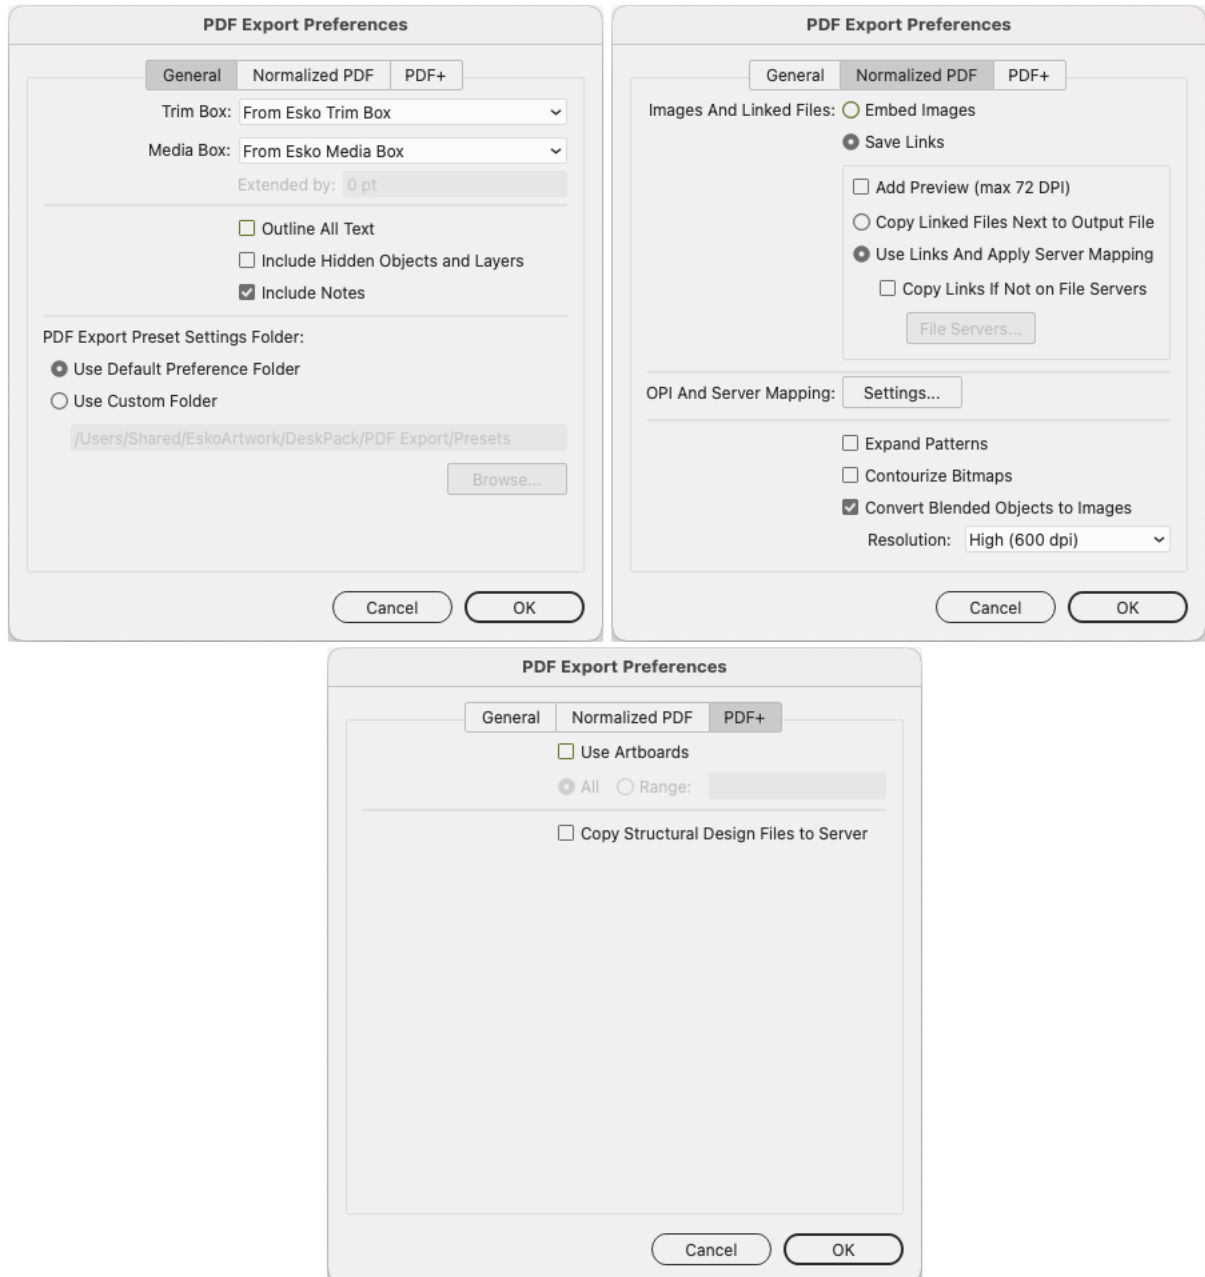 PDF Export Preferences
General Normalized PDF PDF+
Trim Box: From Esko Trim Box
Media Box: From Esko Media Box
Extended by: 0 pt
Outline All Text
Include Hidden Objects and Layers
Include Notes
PDF Export Preset Settings Folder:
Use Default Preference Folder
Use Custom Folder
/Users/Shared/EskoArtwork/DeskPack/PDF Export/Presets
Browse...
Cancel OK
PDF Export Preferences
General Normalized PDF PDF+
Images And Linked Files: Embed Images
Save Links
Add Preview (max 72 DPI)
Copy Linked Files Next to Output File
Use Links And Apply Server Mapping
Copy Links If Not on File Servers
File Servers...
OPI And Server Mapping: Settings...
Expand Patterns
Contourize Bitmaps
Convert Blended Objects to Images
Resolution: High (600 dpi)
Cancel OK
PDF Export Preferences
General Normalized PDF PDF+
Use Artboards
All Range:
Copy Structural Design Files to Server
Cancel OK